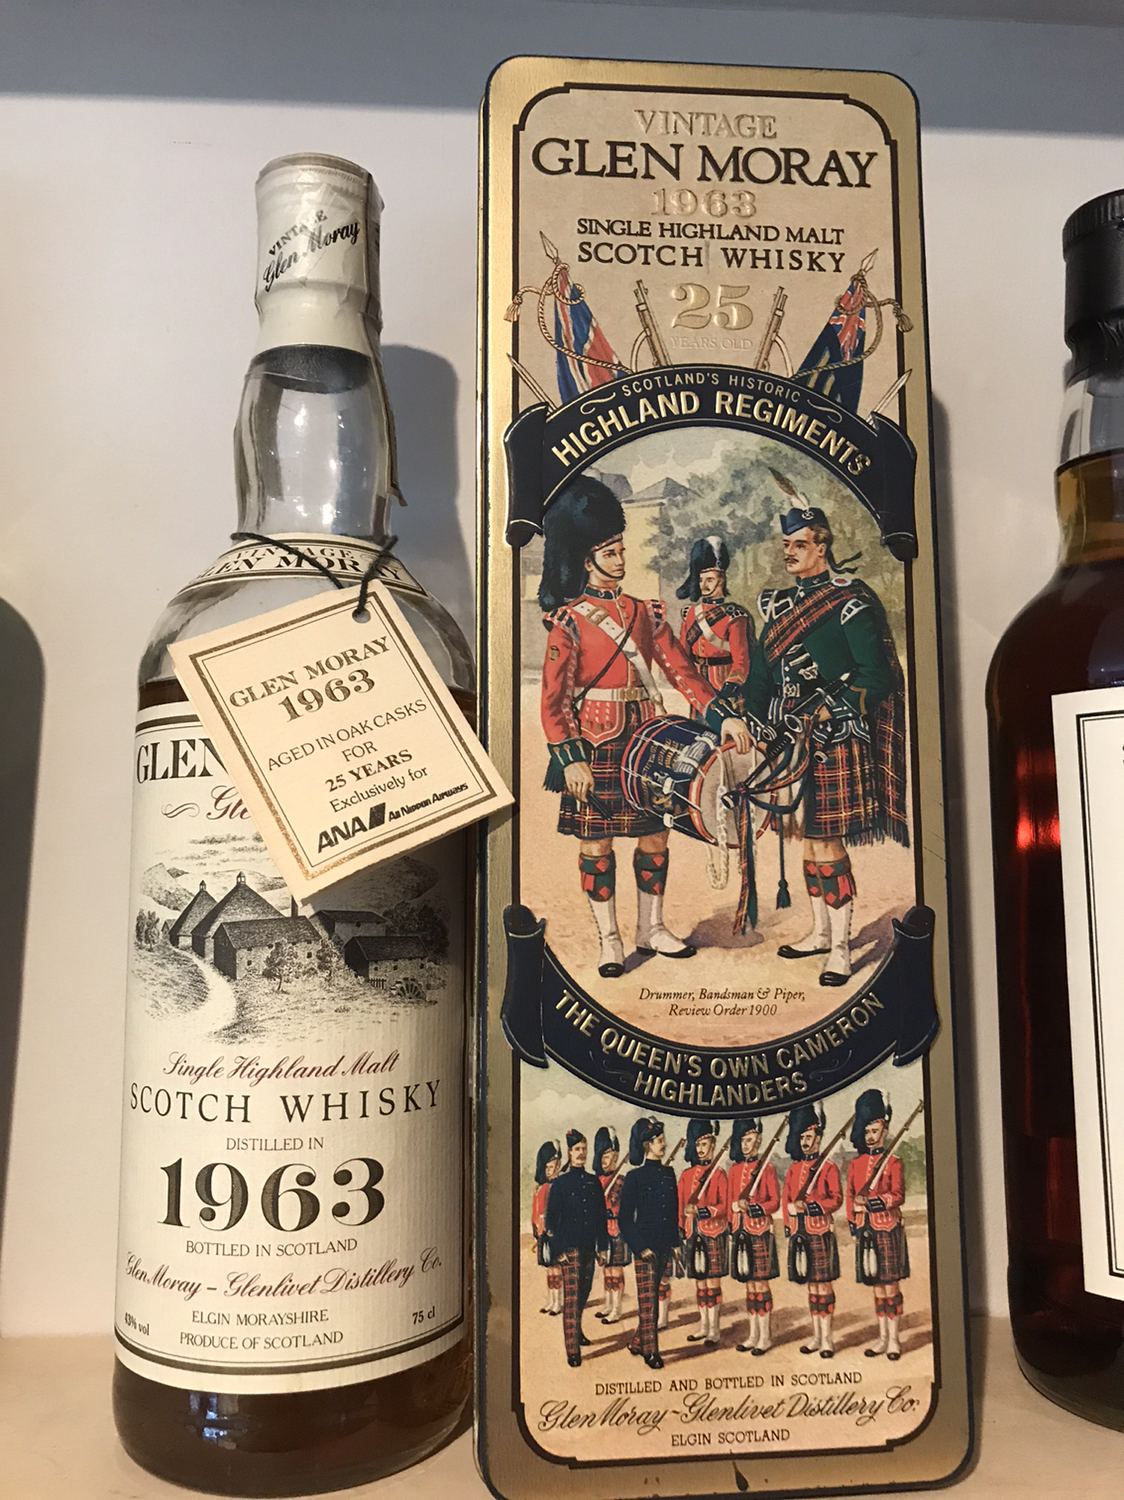 VINTAGE
Glen Moray
VINTAGE
GLEN MORAY
GLEN MORAY
1963
AGED IN OAK CASKS
FOR
25 YEARS
Exclusively for
ANA All Nippon Airways
GLEN
Single Highland Malt
SCOTCH WHISKY
DISTILLED IN
1963
BOTTLED IN SCOTLAND
Glen Moray - Glenlivet Distillery Co.
ELGIN MORAYSHIRE
43% vol
75 cl
PRODUCE OF SCOTLAND
VINTAGE
GLEN MORAY
1963
SINGLE HIGHLAND MALT
SCOTCH WHISKY
25
YEARS OLD
SCOTLAND'S HISTORIC
HIGHLAND REGIMENTS
Drummer, Bandsman & Piper,
Review Order 1900
THE QUEEN'S OWN CAMERON
HIGHLANDERS
DISTILLED AND BOTTLED IN SCOTLAND
Glen Moray - Glenlivet Distillery Co.
ELGIN SCOTLAND